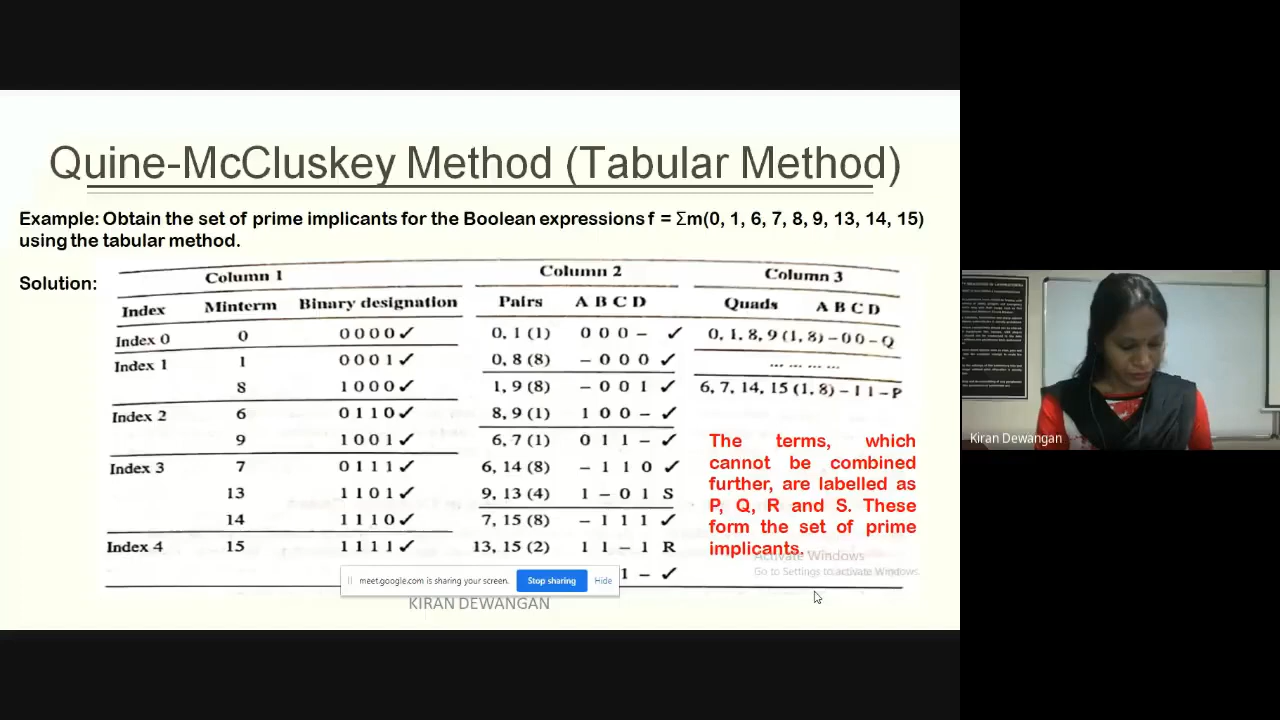 Quine-McCluskey Method (Tabular Method)
Example: Obtain the set of prime implicants for the Boolean expressions f = Σm(0, 1, 6, 7, 8, 9, 13, 14, 15)
using the tabular method.
Solution:
Column 1 Column 2 Column 3
Index Minterm Binary designation Pairs A B C D Quads A B C D
Index 0 0 0 0 0 0 ✓ 0, 1 (1) 0 0 0 – ✓ 0, 1, 8, 9 (1, 8) – 0 0 – Q
Index 1 1 0 0 0 1 ✓ 0, 8 (8) – 0 0 0 ✓ ... ... ... ...
8 1 0 0 0 ✓ 1, 9 (8) – 0 0 1 ✓ 6, 7, 14, 15 (1, 8) – 1 1 – P
Index 2 6 0 1 1 0 ✓ 8, 9 (1) 1 0 0 – ✓
9 1 0 0 1 ✓ 6, 7 (1) 0 1 1 – ✓
Index 3 7 0 1 1 1 ✓ 6, 14 (8) – 1 1 0 ✓
13 1 1 0 1 ✓ 9, 13 (4) 1 – 0 1 S
14 1 1 1 0 ✓ 7, 15 (8) – 1 1 1 ✓
Index 4 15 1 1 1 1 ✓ 13, 15 (2) 1 1 – 1 R
1 – ✓
The terms, which
cannot be combined
further, are labelled as
P, Q, R and S. These
form the set of prime
implicants.
Activate Windows
Go to Settings to activate Windows.
meet.google.com is sharing your screen. Stop sharing Hide
KIRAN DEWANGAN
Kiran Dewangan